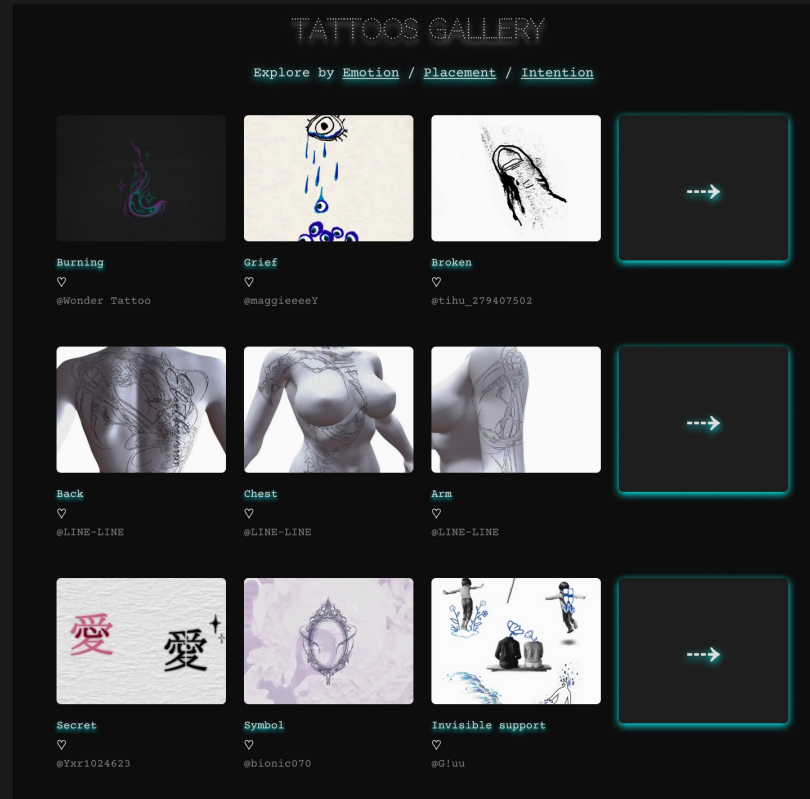 TATTOOS GALLERY
Explore by Emotion / Placement / Intention
Burning
♡
@Wonder Tattoo
Grief
♡
@maggieeeeY
Broken
♡
@tihu_279407502
Back
♡
@LINE-LINE
Chest
♡
@LINE-LINE
Arm
♡
@LINE-LINE
愛
愛
Secret
♡
@Yxr1024623
Symbol
♡
@bionic070
Invisible support
♡
@G!uu